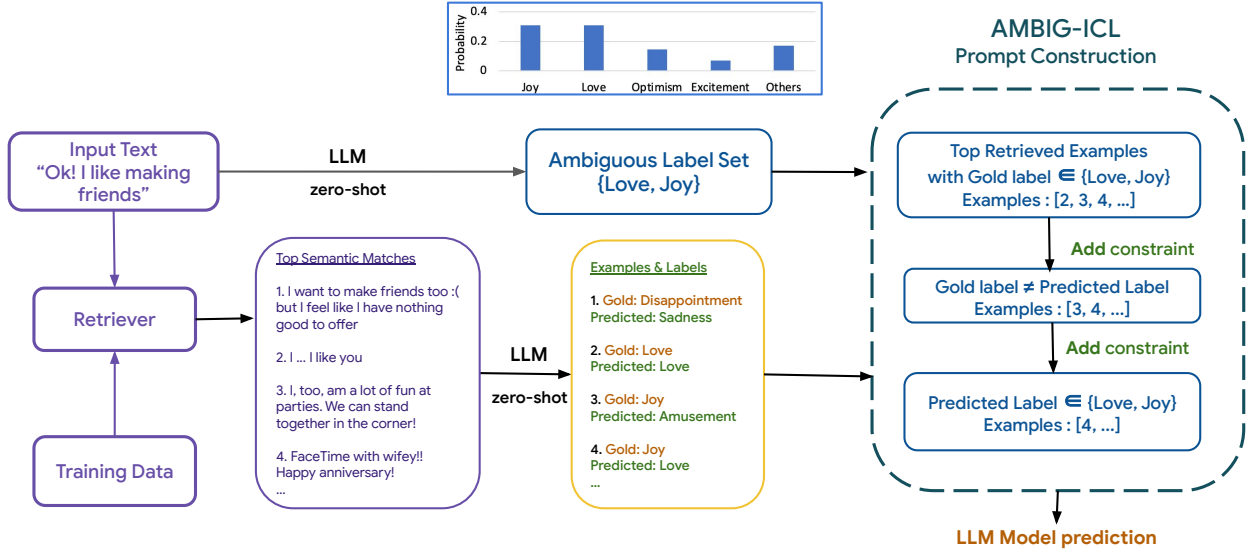 0.4
0.2
0
Probability
Joy
Love
Optimism
Excitement
Others
AMBIG-ICL
Prompt Construction
Input Text
“Ok! I like making
friends”
LLM
zero-shot
Ambiguous Label Set
{Love, Joy}
Top Retrieved Examples
with Gold label ∈ {Love, Joy}
Examples : [2, 3, 4, ...]
Add constraint
Gold label ≠ Predicted Label
Examples : [3, 4, ...]
Add constraint
Predicted Label ∈ {Love, Joy}
Examples : [4, ...]
Retriever
Training Data
Top Semantic Matches
1. I want to make friends too :(
but I feel like I have nothing
good to offer
2. I ... I like you
3. I, too, am a lot of fun at
parties. We can stand
together in the corner!
4. FaceTime with wifey!!
Happy anniversary!
...
LLM
zero-shot
Examples & Labels
1. Gold: Disappointment
Predicted: Sadness
2. Gold: Love
Predicted: Love
3. Gold: Joy
Predicted: Amusement
4. Gold: Joy
Predicted: Love
...
LLM Model prediction